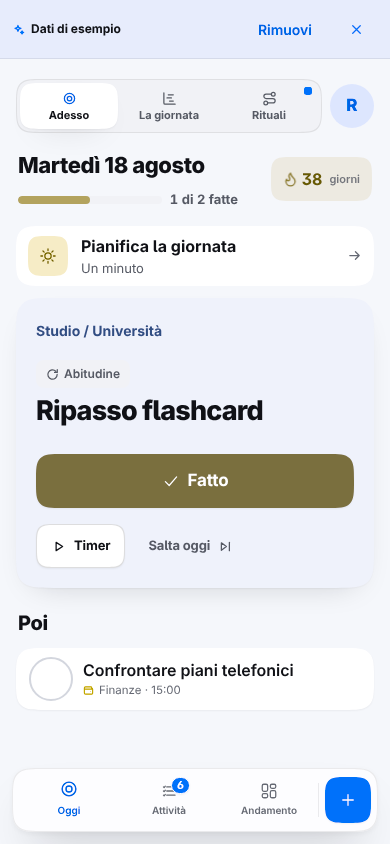 Dati di esempio
Rimuovi
Adesso
La giornata
Rituali
R
Martedì 18 agosto
1 di 2 fatte
38 giorni
Pianifica la giornata
Un minuto
Studio / Università
Abitudine
Ripasso flashcard
Fatto
Timer
Salta oggi
Poi
Confrontare piani telefonici
Finanze · 15:00
6
Oggi
Attività
Andamento